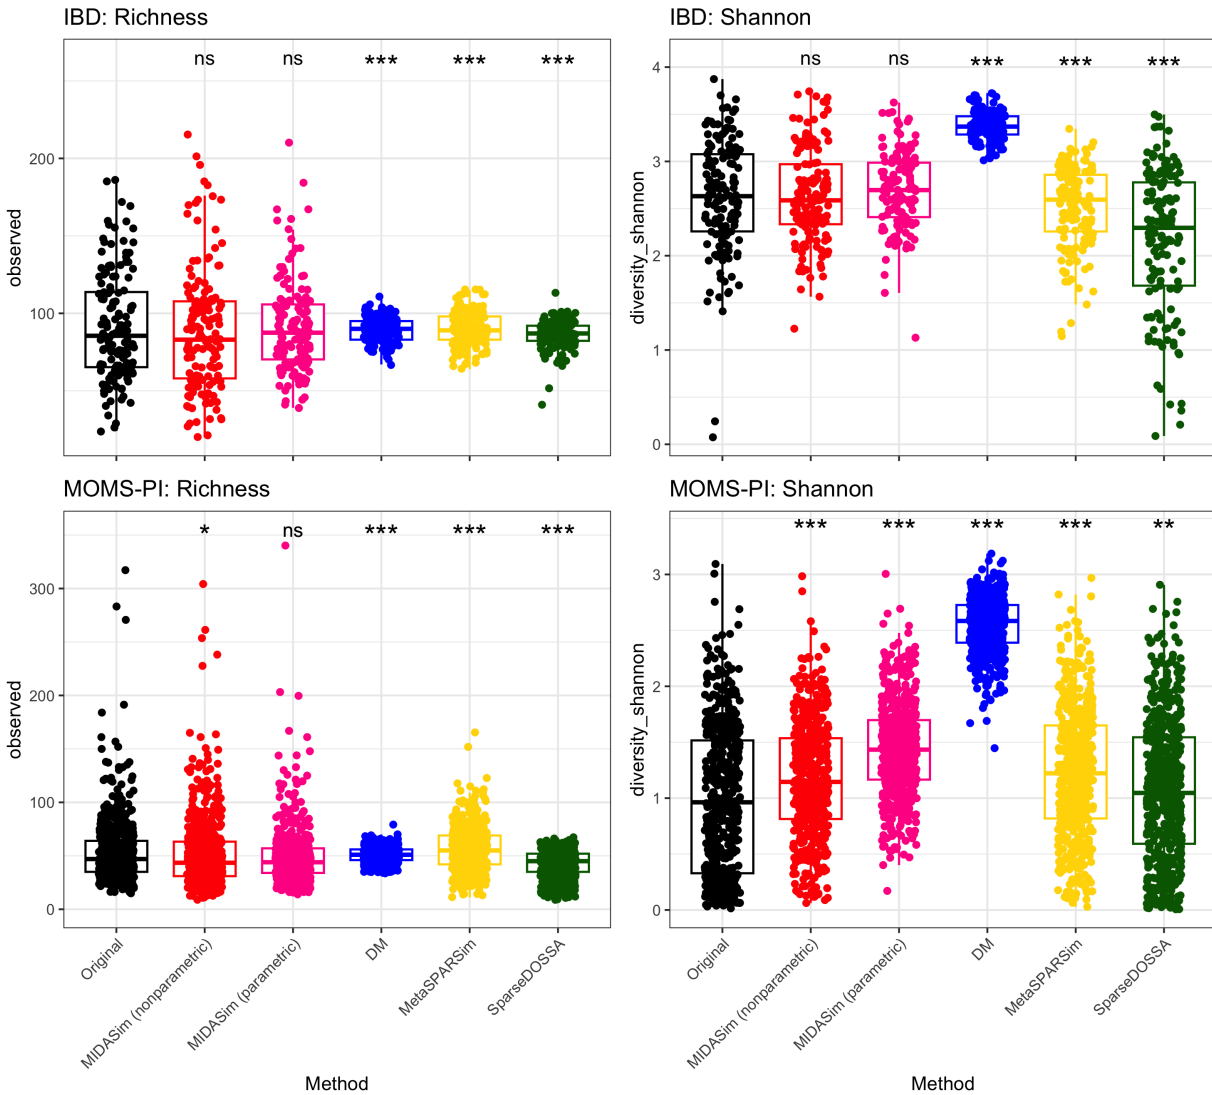 IBD: Richness
ns ns *** *** ***
observed
200
100
IBD: Shannon
ns ns *** *** ***
diversity_shannon
4
3
2
1
0
MOMS-PI: Richness
* ns *** *** ***
observed
300
200
100
0
Original
MIDASim (nonparametric)
MIDASim (parametric)
DM
MetaSPARSim
SparseDOSSA
Method
MOMS-PI: Shannon
*** *** *** *** **
diversity_shannon
3
2
1
0
Original
MIDASim (nonparametric)
MIDASim (parametric)
DM
MetaSPARSim
SparseDOSSA
Method